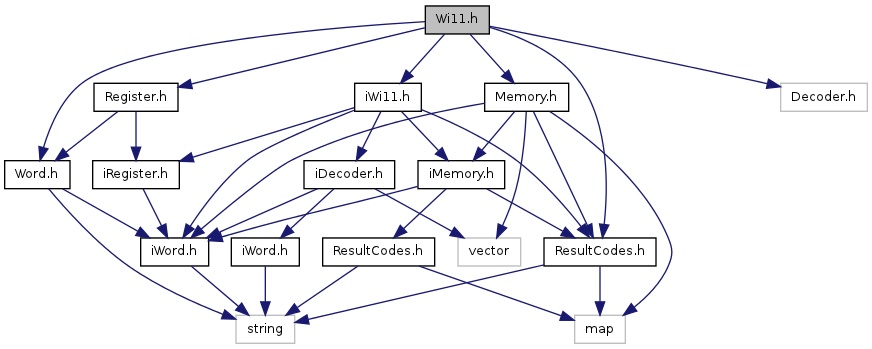 Wi11.h
Register.h
iWi11.h
Memory.h
Decoder.h
Word.h
iRegister.h
iDecoder.h
iMemory.h
iWord.h
iWord.h
ResultCodes.h
vector
ResultCodes.h
string
map